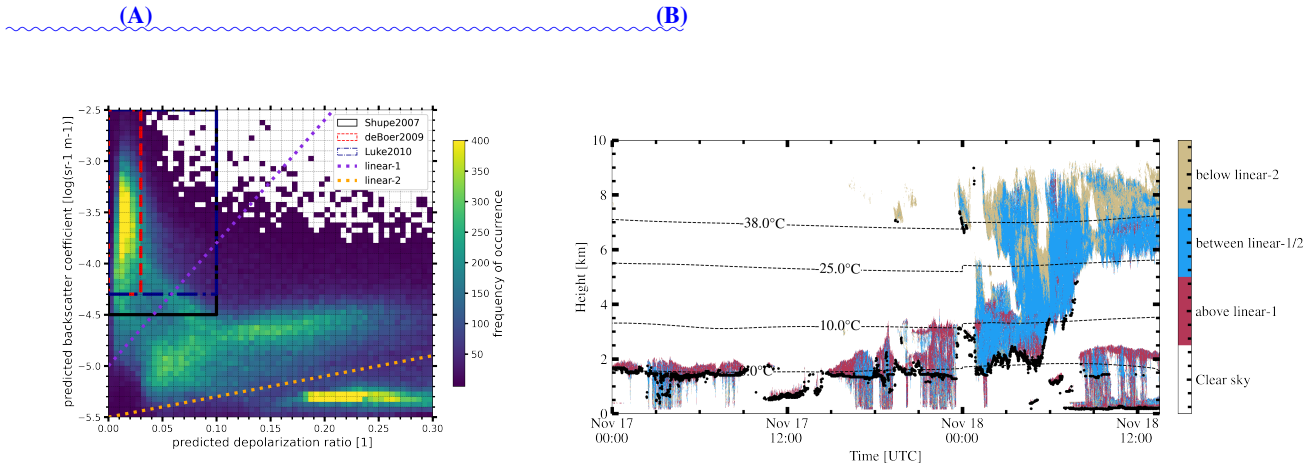 (A)
(B)
predicted backscatter coefficient [log(sr-1 m-1)]
−2.5
−3.0
−3.5
−4.0
−4.5
−5.0
−5.5
0.00 0.05 0.10 0.15 0.20 0.25 0.30
predicted depolarization ratio [1]
Shupe2007
deBoer2009
Luke2010
linear-1
linear-2
400
350
300
250
200
150
100
50
frequency of occurrence
Height [km]
10
8
6
4
2
0
-38.0°C
-25.0°C
-10.0°C
.0°C
Nov 17 Nov 17 Nov 18 Nov 18
00:00 12:00 00:00 12:00
Time [UTC]
below linear-2
between linear-1/2
above linear-1
Clear sky